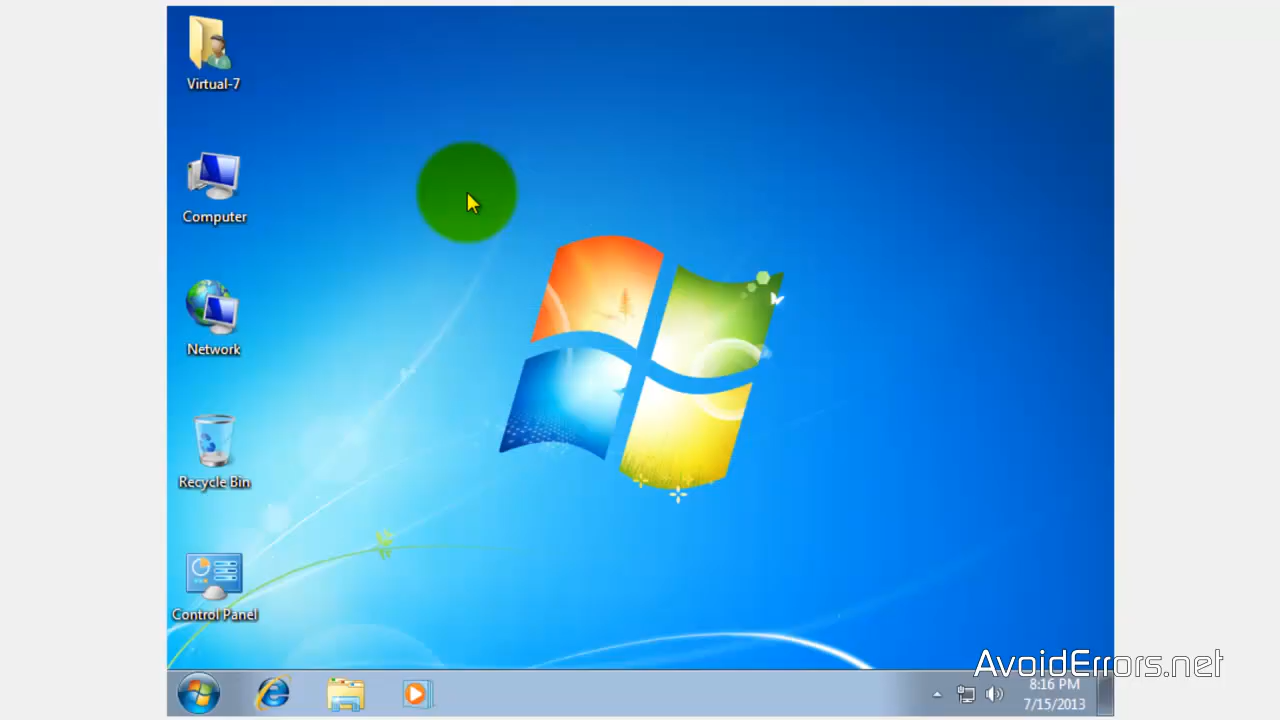 Virtual-7
Computer
Network
Recycle Bin
Control Panel
AvoidErrors.net
8:16 PM
7/15/2013